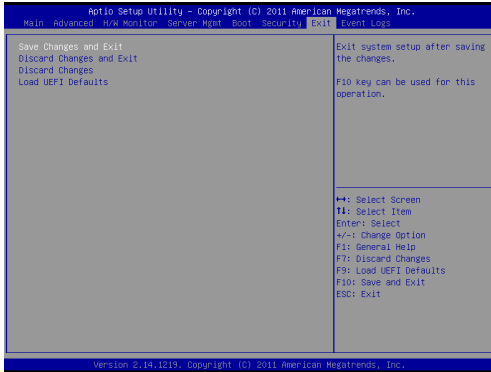 Aptio Setup Utility - Copyright (C) 2011 American Megatrends, Inc.
Main Advanced H/W Monitor Server Mgmt Boot Security Exit Event Logs
Save Changes and Exit
Discard Changes and Exit
Discard Changes
Load UEFI Defaults
Exit system setup after saving
the changes.
F10 key can be used for this
operation.
↔: Select Screen
↑↓: Select Item
Enter: Select
+/-: Change Option
F1: General Help
F7: Discard Changes
F9: Load UEFI Defaults
F10: Save and Exit
ESC: Exit
Version 2.14.1219. Copyright (C) 2011 American Megatrends, Inc.